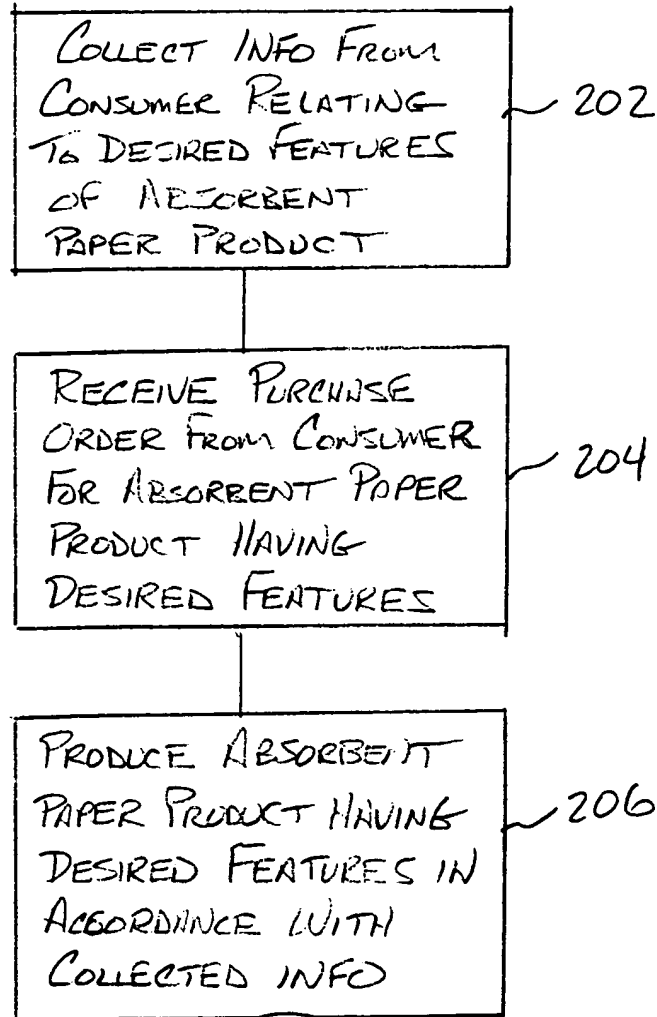 COLLECT INFO FROM
CONSUMER RELATING
TO DESIRED FEATURES
OF ABSORBENT
PAPER PRODUCT
202
RECEIVE PURCHASE
ORDER FROM CONSUMER
FOR ABSORBENT PAPER
PRODUCT HAVING
DESIRED FEATURES
204
PRODUCE ABSORBENT
PAPER PRODUCT HAVING
DESIRED FEATURES IN
ACCORDANCE WITH
COLLECTED INFO
206